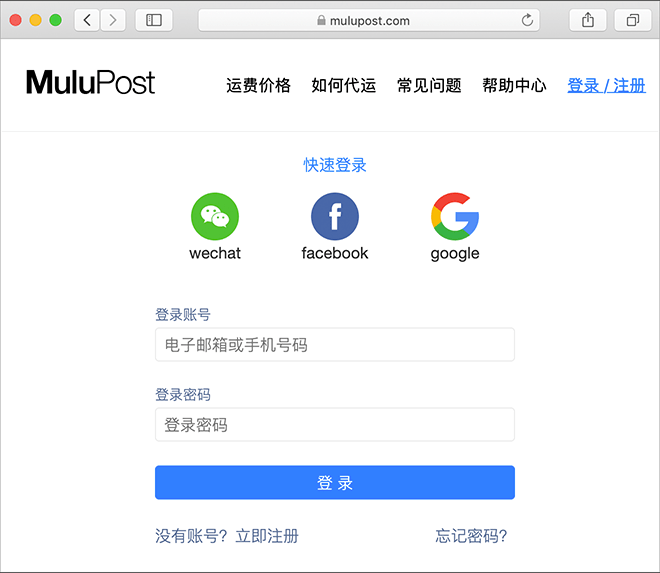 mulupost.com
MuluPost 运费价格 如何代运 常见问题 帮助中心 登录 / 注册
快速登录
wechat facebook google
登录账号
电子邮箱或手机号码
登录密码
登录密码
登 录
没有账号？立即注册 忘记密码？